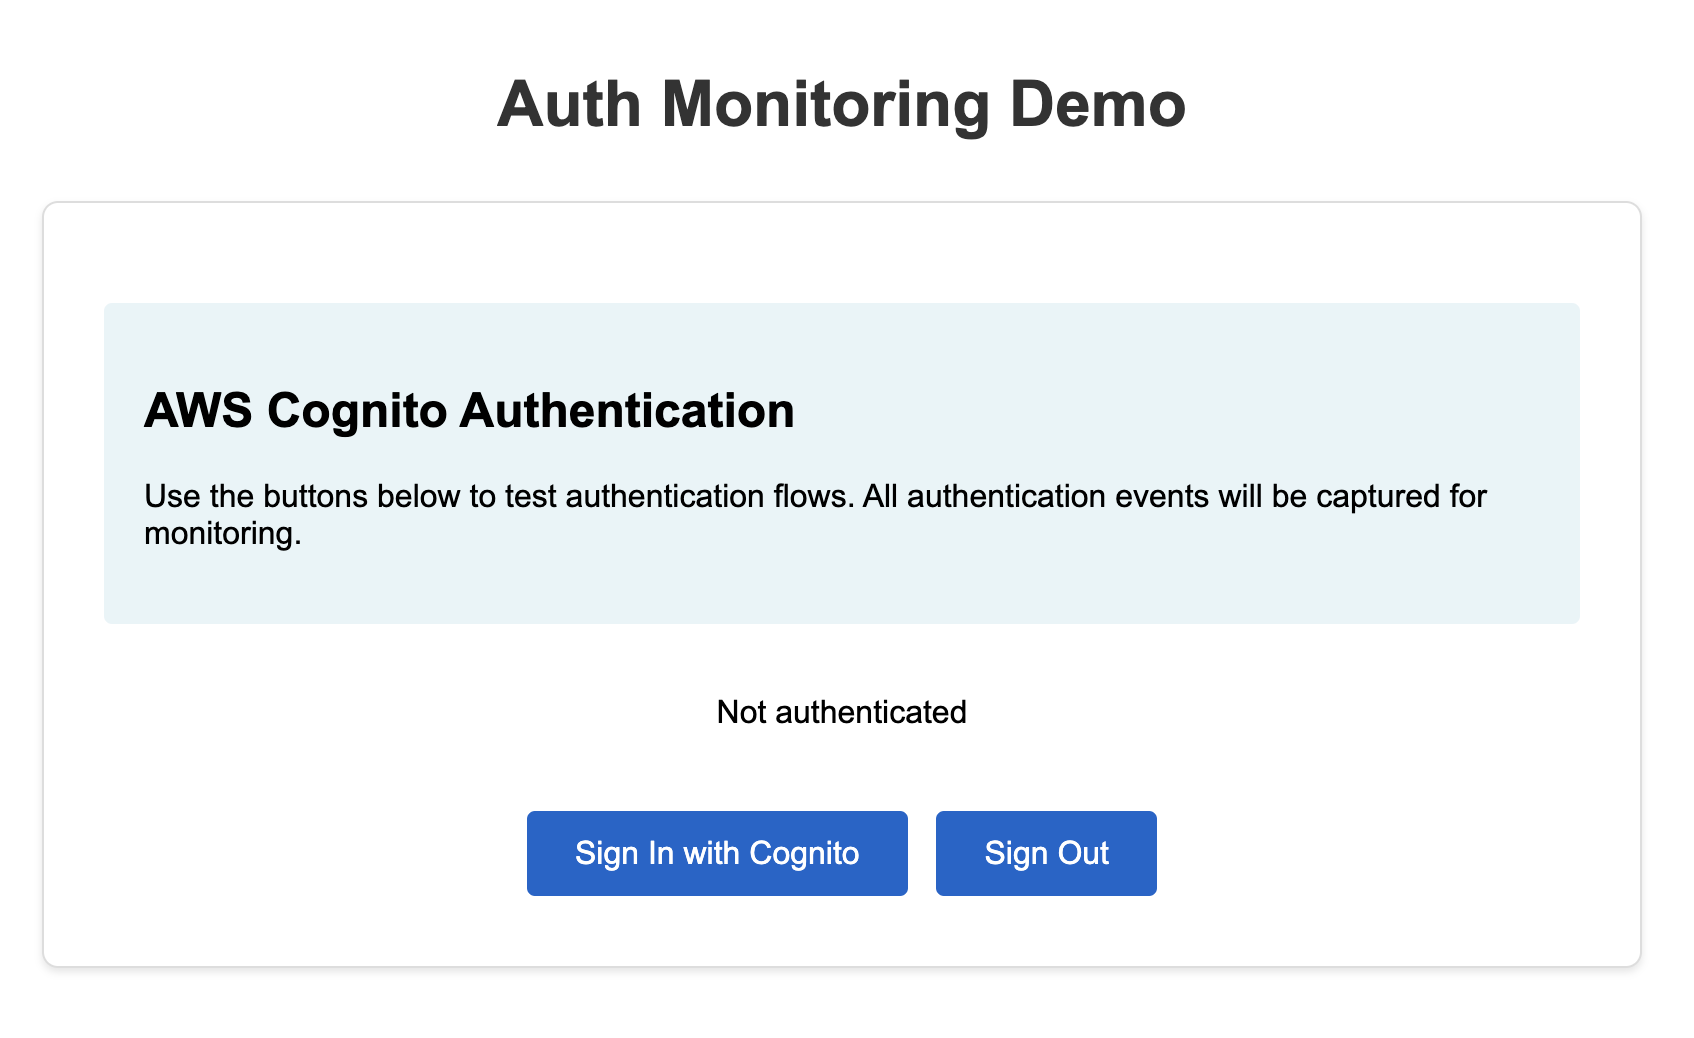 Auth Monitoring Demo
AWS Cognito Authentication
Use the buttons below to test authentication flows. All authentication events will be captured for
monitoring.
Not authenticated
Sign In with Cognito
Sign Out